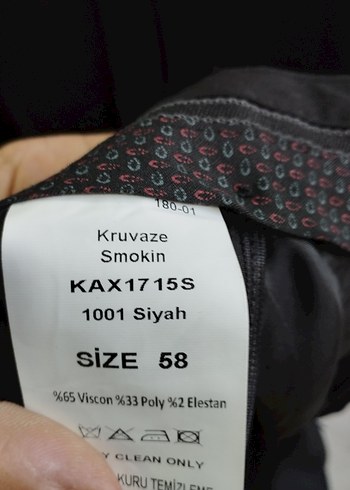 180-01
Kruvaze
Smokin
KAX1715S
1001 Siyah
SİZE 58
%65 Viscon %33 Poly %2 Elestan
CLEAN ONLY
KURU TEMİZLEME